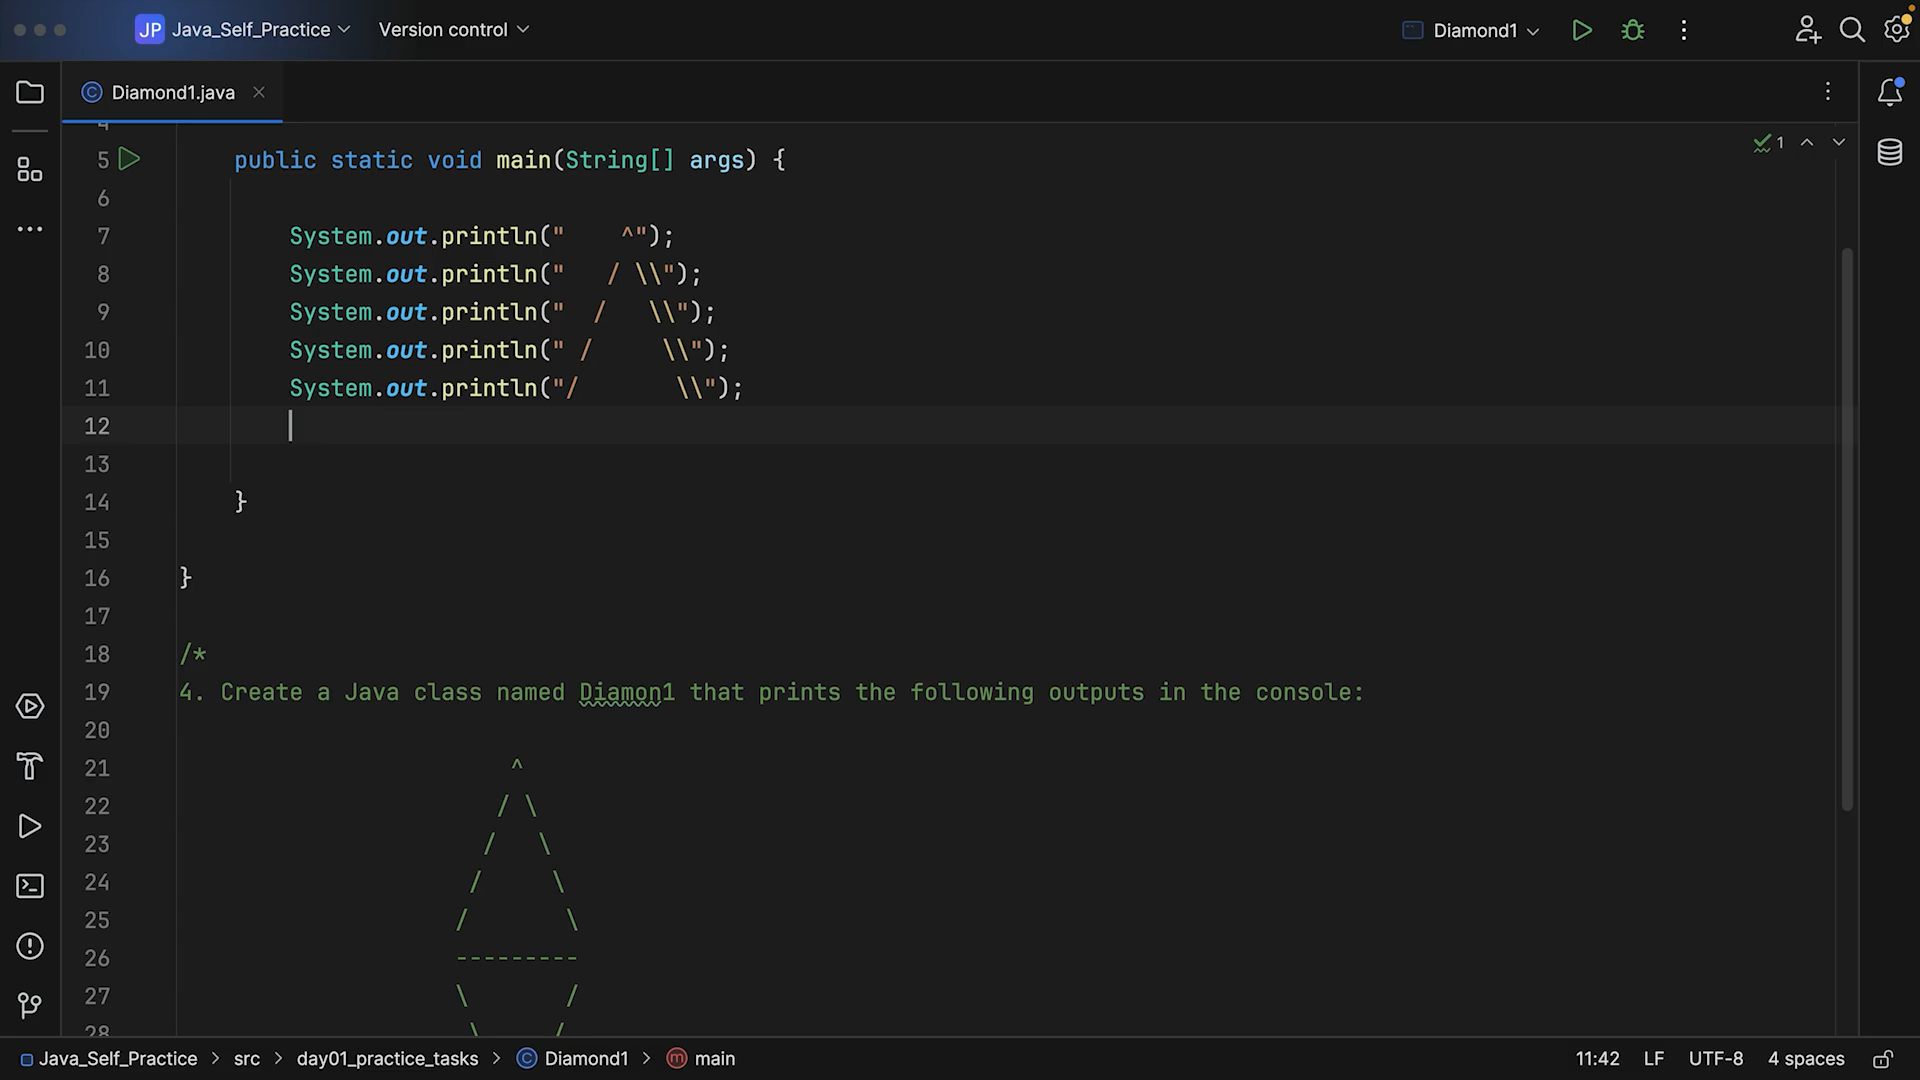 JP Java_Self_Practice Version control Diamond1
Diamond1.java
4
5 public static void main(String[] args) {
6
7 System.out.println("    ^");
8 System.out.println("   / \\");
9 System.out.println("  /   \\");
10 System.out.println(" /     \\");
11 System.out.println("/       \\");
12
13
14 }
15
16 }
17
18 /*
19 4. Create a Java class named Diamon1 that prints the following outputs in the console:
20
21                     ^
22                    / \
23                   /   \
24                  /     \
25                 /       \
26                 ---------
27                 \       /
28                  \     /
1
Java_Self_Practice > src > day01_practice_tasks > Diamond1 > main 11:42 LF UTF-8 4 spaces